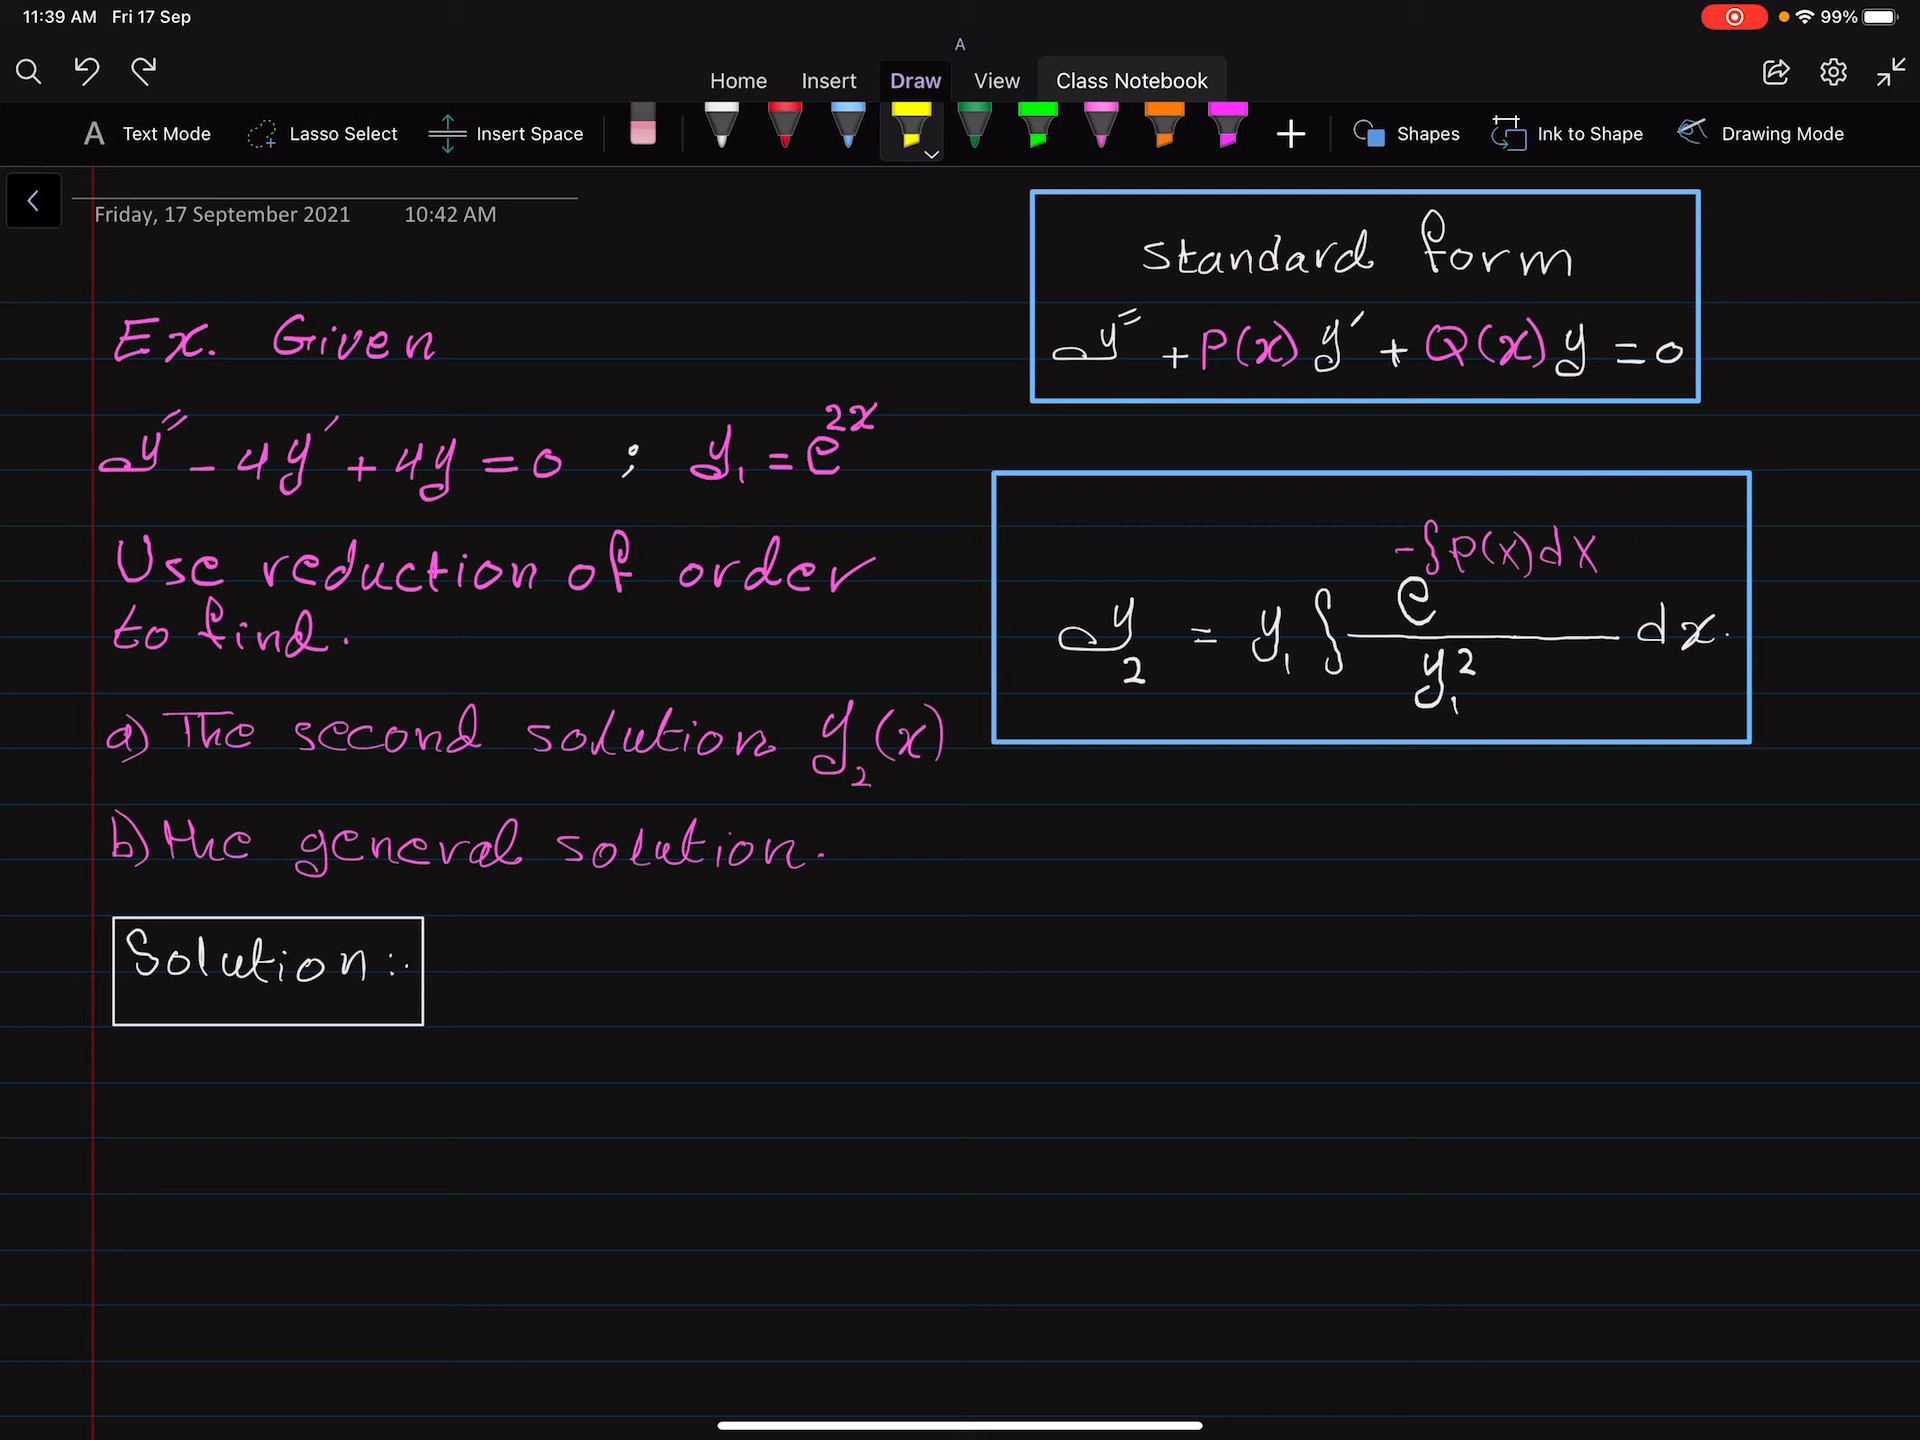 11:39 AM Fri 17 Sep
99%
A
Home Insert Draw View Class Notebook
A Text Mode Lasso Select Insert Space Shapes Ink to Shape Drawing Mode
Friday, 17 September 2021 10:42 AM
standard form
y″ + P(x) y′ + Q(x) y = 0
Ex. Given
y″ - 4y′ + 4y = 0 ; y₁ = e^{2x}
Use reduction of order
to find.
y₂ = y₁ ∫ e^{-∫P(x)dx} / y₁² dx.
a) The second solution y₂(x)
b) the general solution.
Solution:.